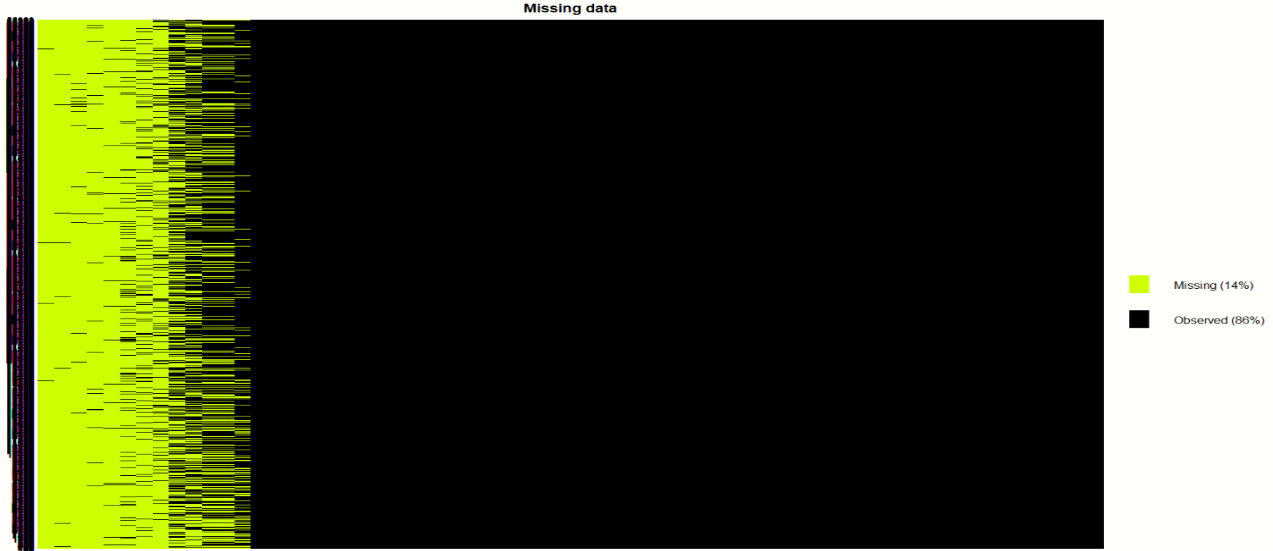 Missing data
Missing (14%)
Observed (86%)